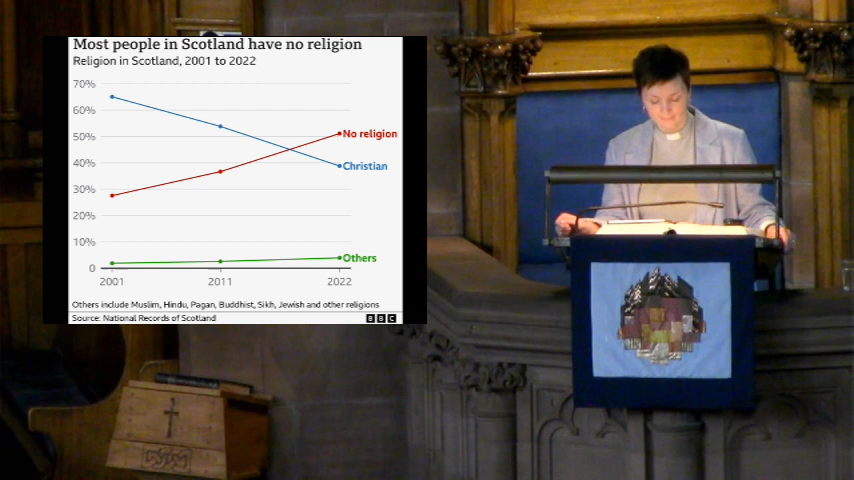 Most people in Scotland have no religion
Religion in Scotland, 2001 to 2022
70%
60%
50%
40%
30%
20%
10%
0
No religion
Christian
Others
2001 2011 2022
Others include Muslim, Hindu, Pagan, Buddhist, Sikh, Jewish and other religions
Source: National Records of Scotland
BBC